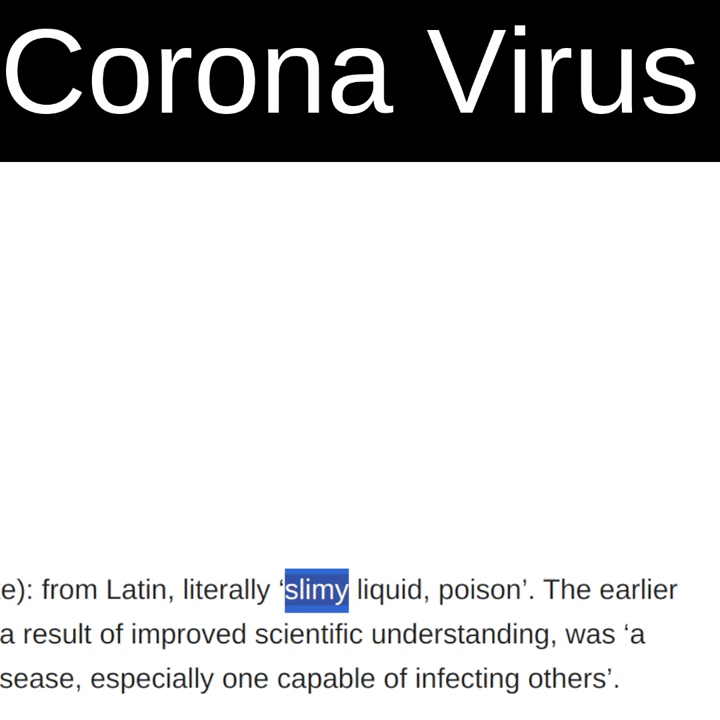 Corona Virus
e): from Latin, literally ‘slimy liquid, poison’. The earlier
a result of improved scientific understanding, was ‘a
sease, especially one capable of infecting others’.